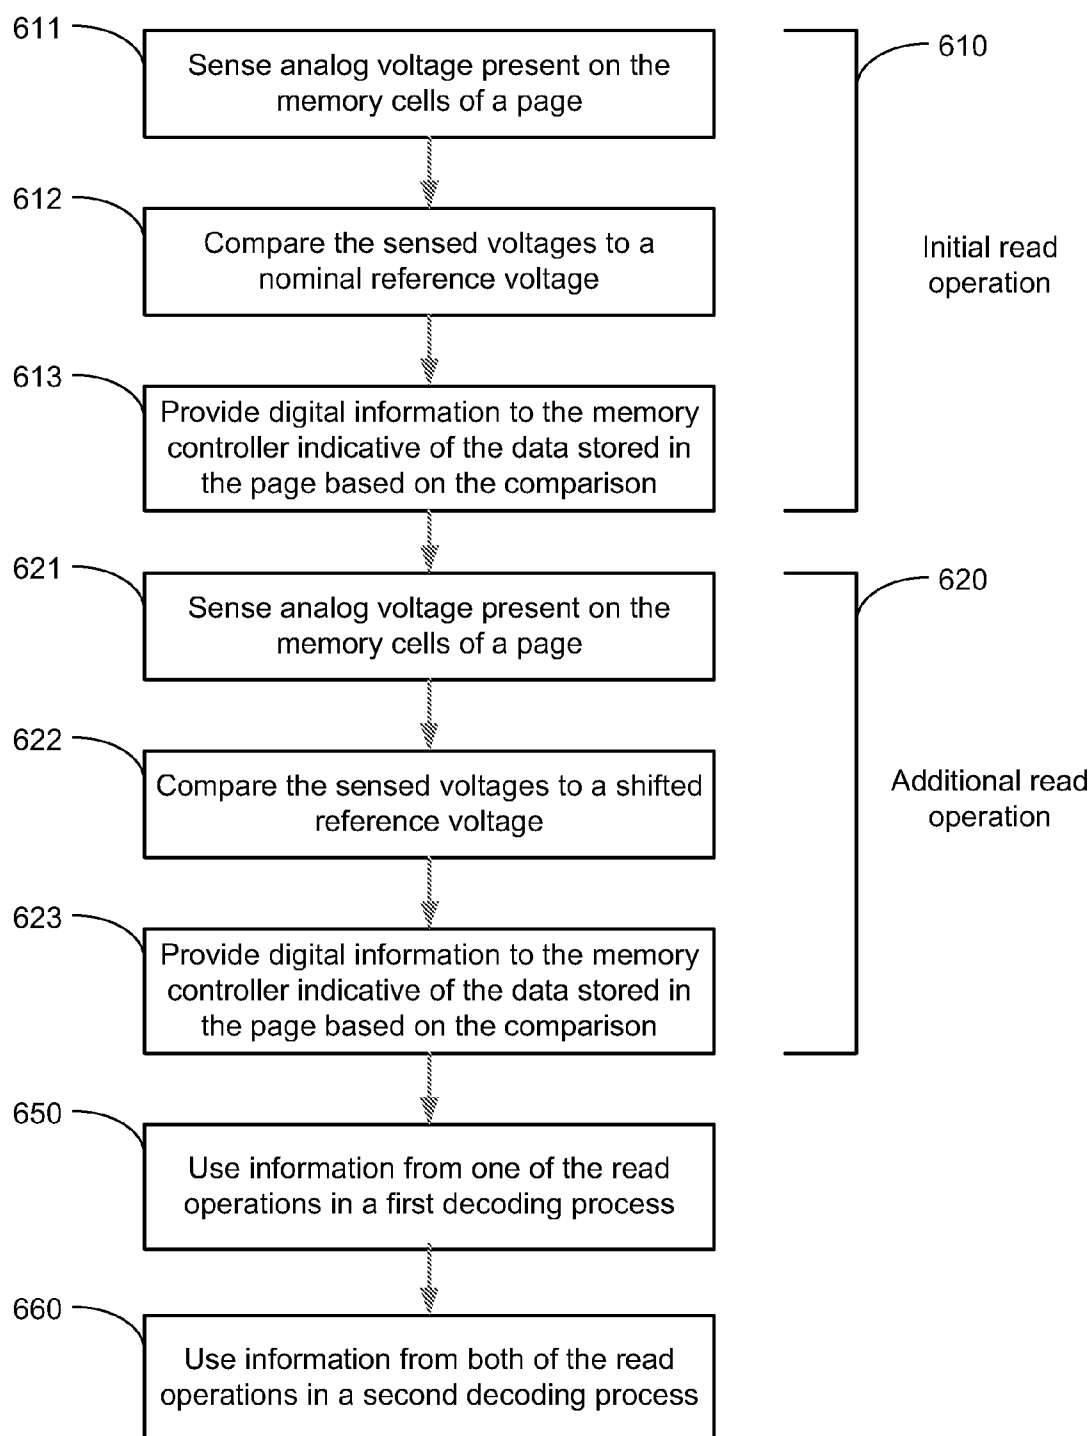 611
Sense analog voltage present on the
memory cells of a page
610
612
Compare the sensed voltages to a
nominal reference voltage
Initial read
operation
613
Provide digital information to the memory
controller indicative of the data stored in
the page based on the comparison
621
Sense analog voltage present on the
memory cells of a page
620
622
Compare the sensed voltages to a shifted
reference voltage
Additional read
operation
623
Provide digital information to the memory
controller indicative of the data stored in
the page based on the comparison
650
Use information from one of the read
operations in a first decoding process
660
Use information from both of the read
operations in a second decoding process